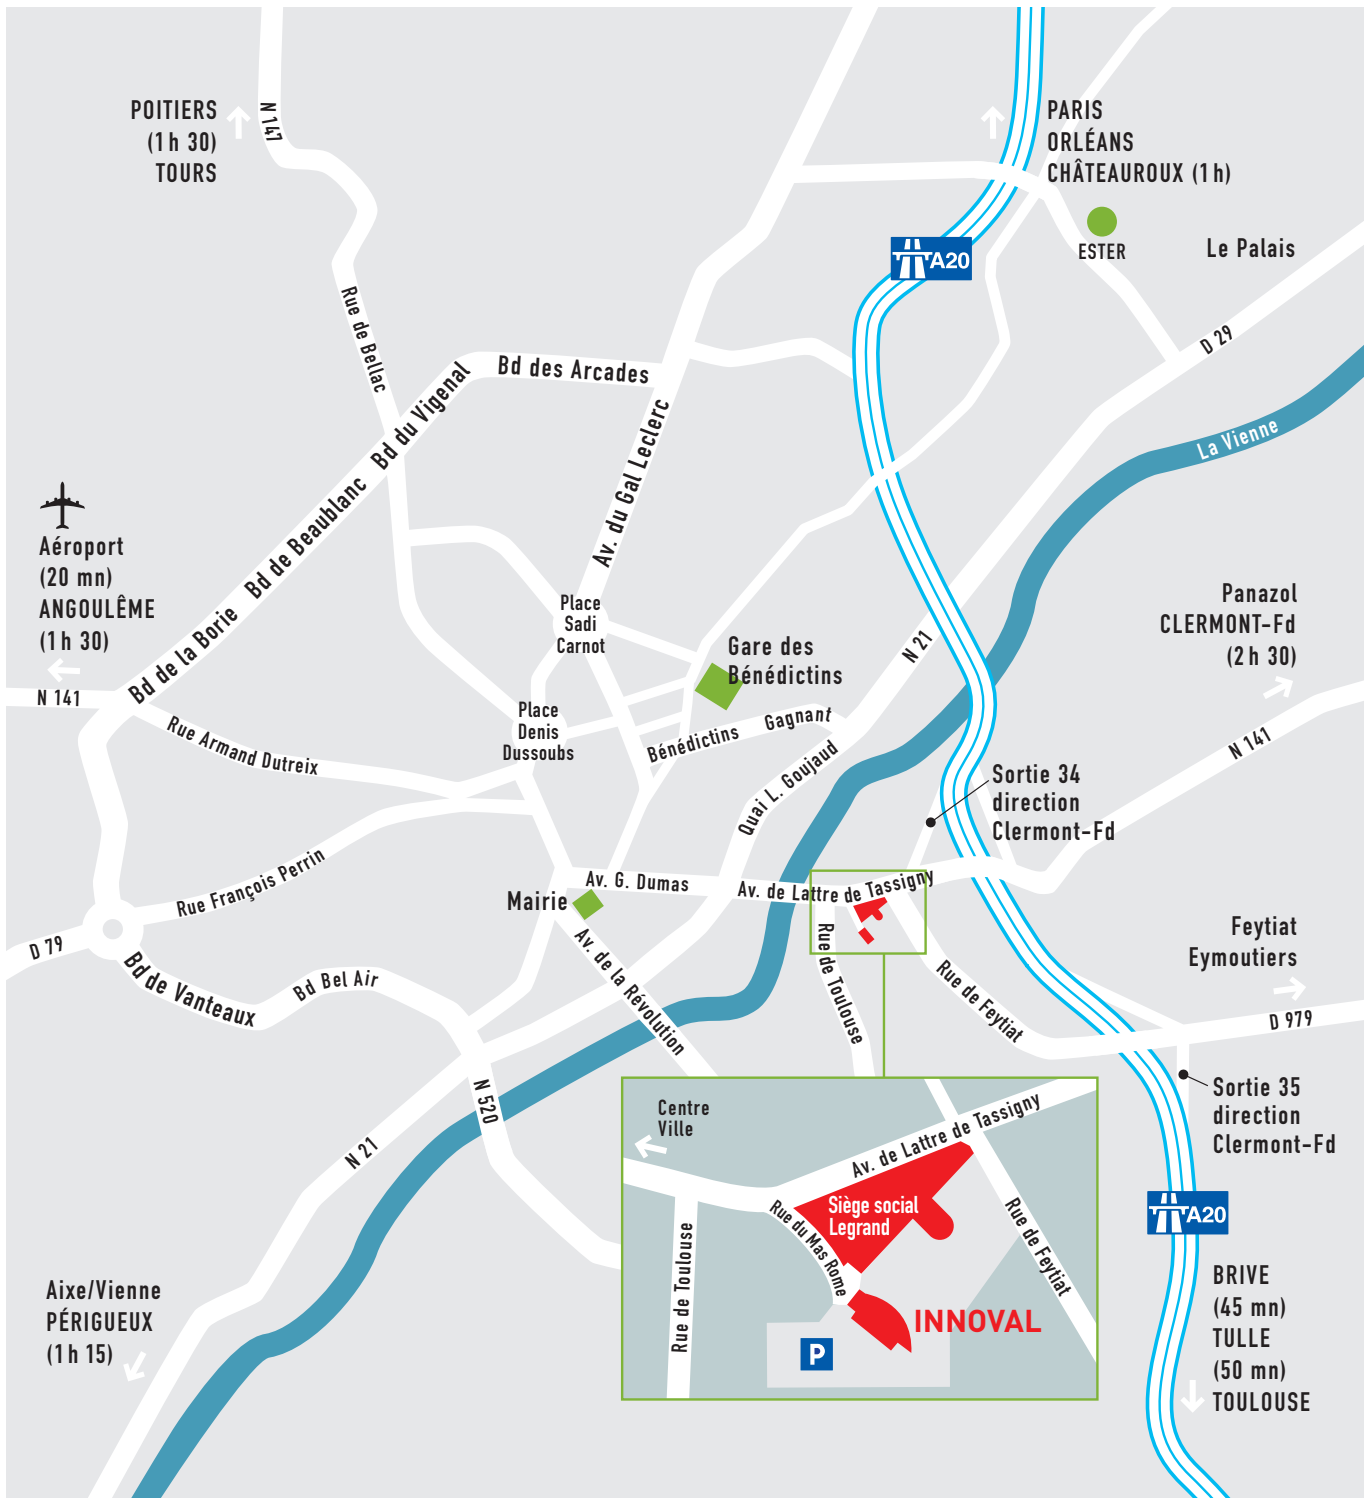 POITIERS
(1 h 30)
TOURS
N 147
PARIS
ORLÉANS
CHÂTEAUROUX (1 h)
ESTER
Le Palais
A20
D 29
Rue de Bellac
Bd des Arcades
Bd du Vigenal
Av. du Gal Leclerc
La Vienne
Bd de Beaublanc
Aéroport
(20 mn)
ANGOULÊME
(1 h 30)
N 141
Bd de la Borie
Place
Sadi
Carnot
Gare des
Bénédictins
N 21
Panazol
CLERMONT-Fd
(2 h 30)
N 141
Rue Armand Dutreix
Place
Denis
Dussoubs
Bénédictins
Gagnant
Quai L. Goujaud
Sortie 34
direction
Clermont-Fd
Rue François Perrin
Mairie
Av. G. Dumas
Av. de Lattre de Tassigny
D 79
Bd de Vanteaux
Bd Bel Air
Av. de la Révolution
Rue de Toulouse
Rue de Feytiat
Feytiat
Eymoutiers
D 979
Sortie 35
direction
Clermont-Fd
N 520
N 21
Centre
Ville
Av. de Lattre de Tassigny
Siège social
Legrand
Rue du Mas Rome
Rue de Toulouse
Rue de Feytiat
INNOVAL
P
A20
Aixe/Vienne
PÉRIGUEUX
(1 h 15)
BRIVE
(45 mn)
TULLE
(50 mn)
TOULOUSE